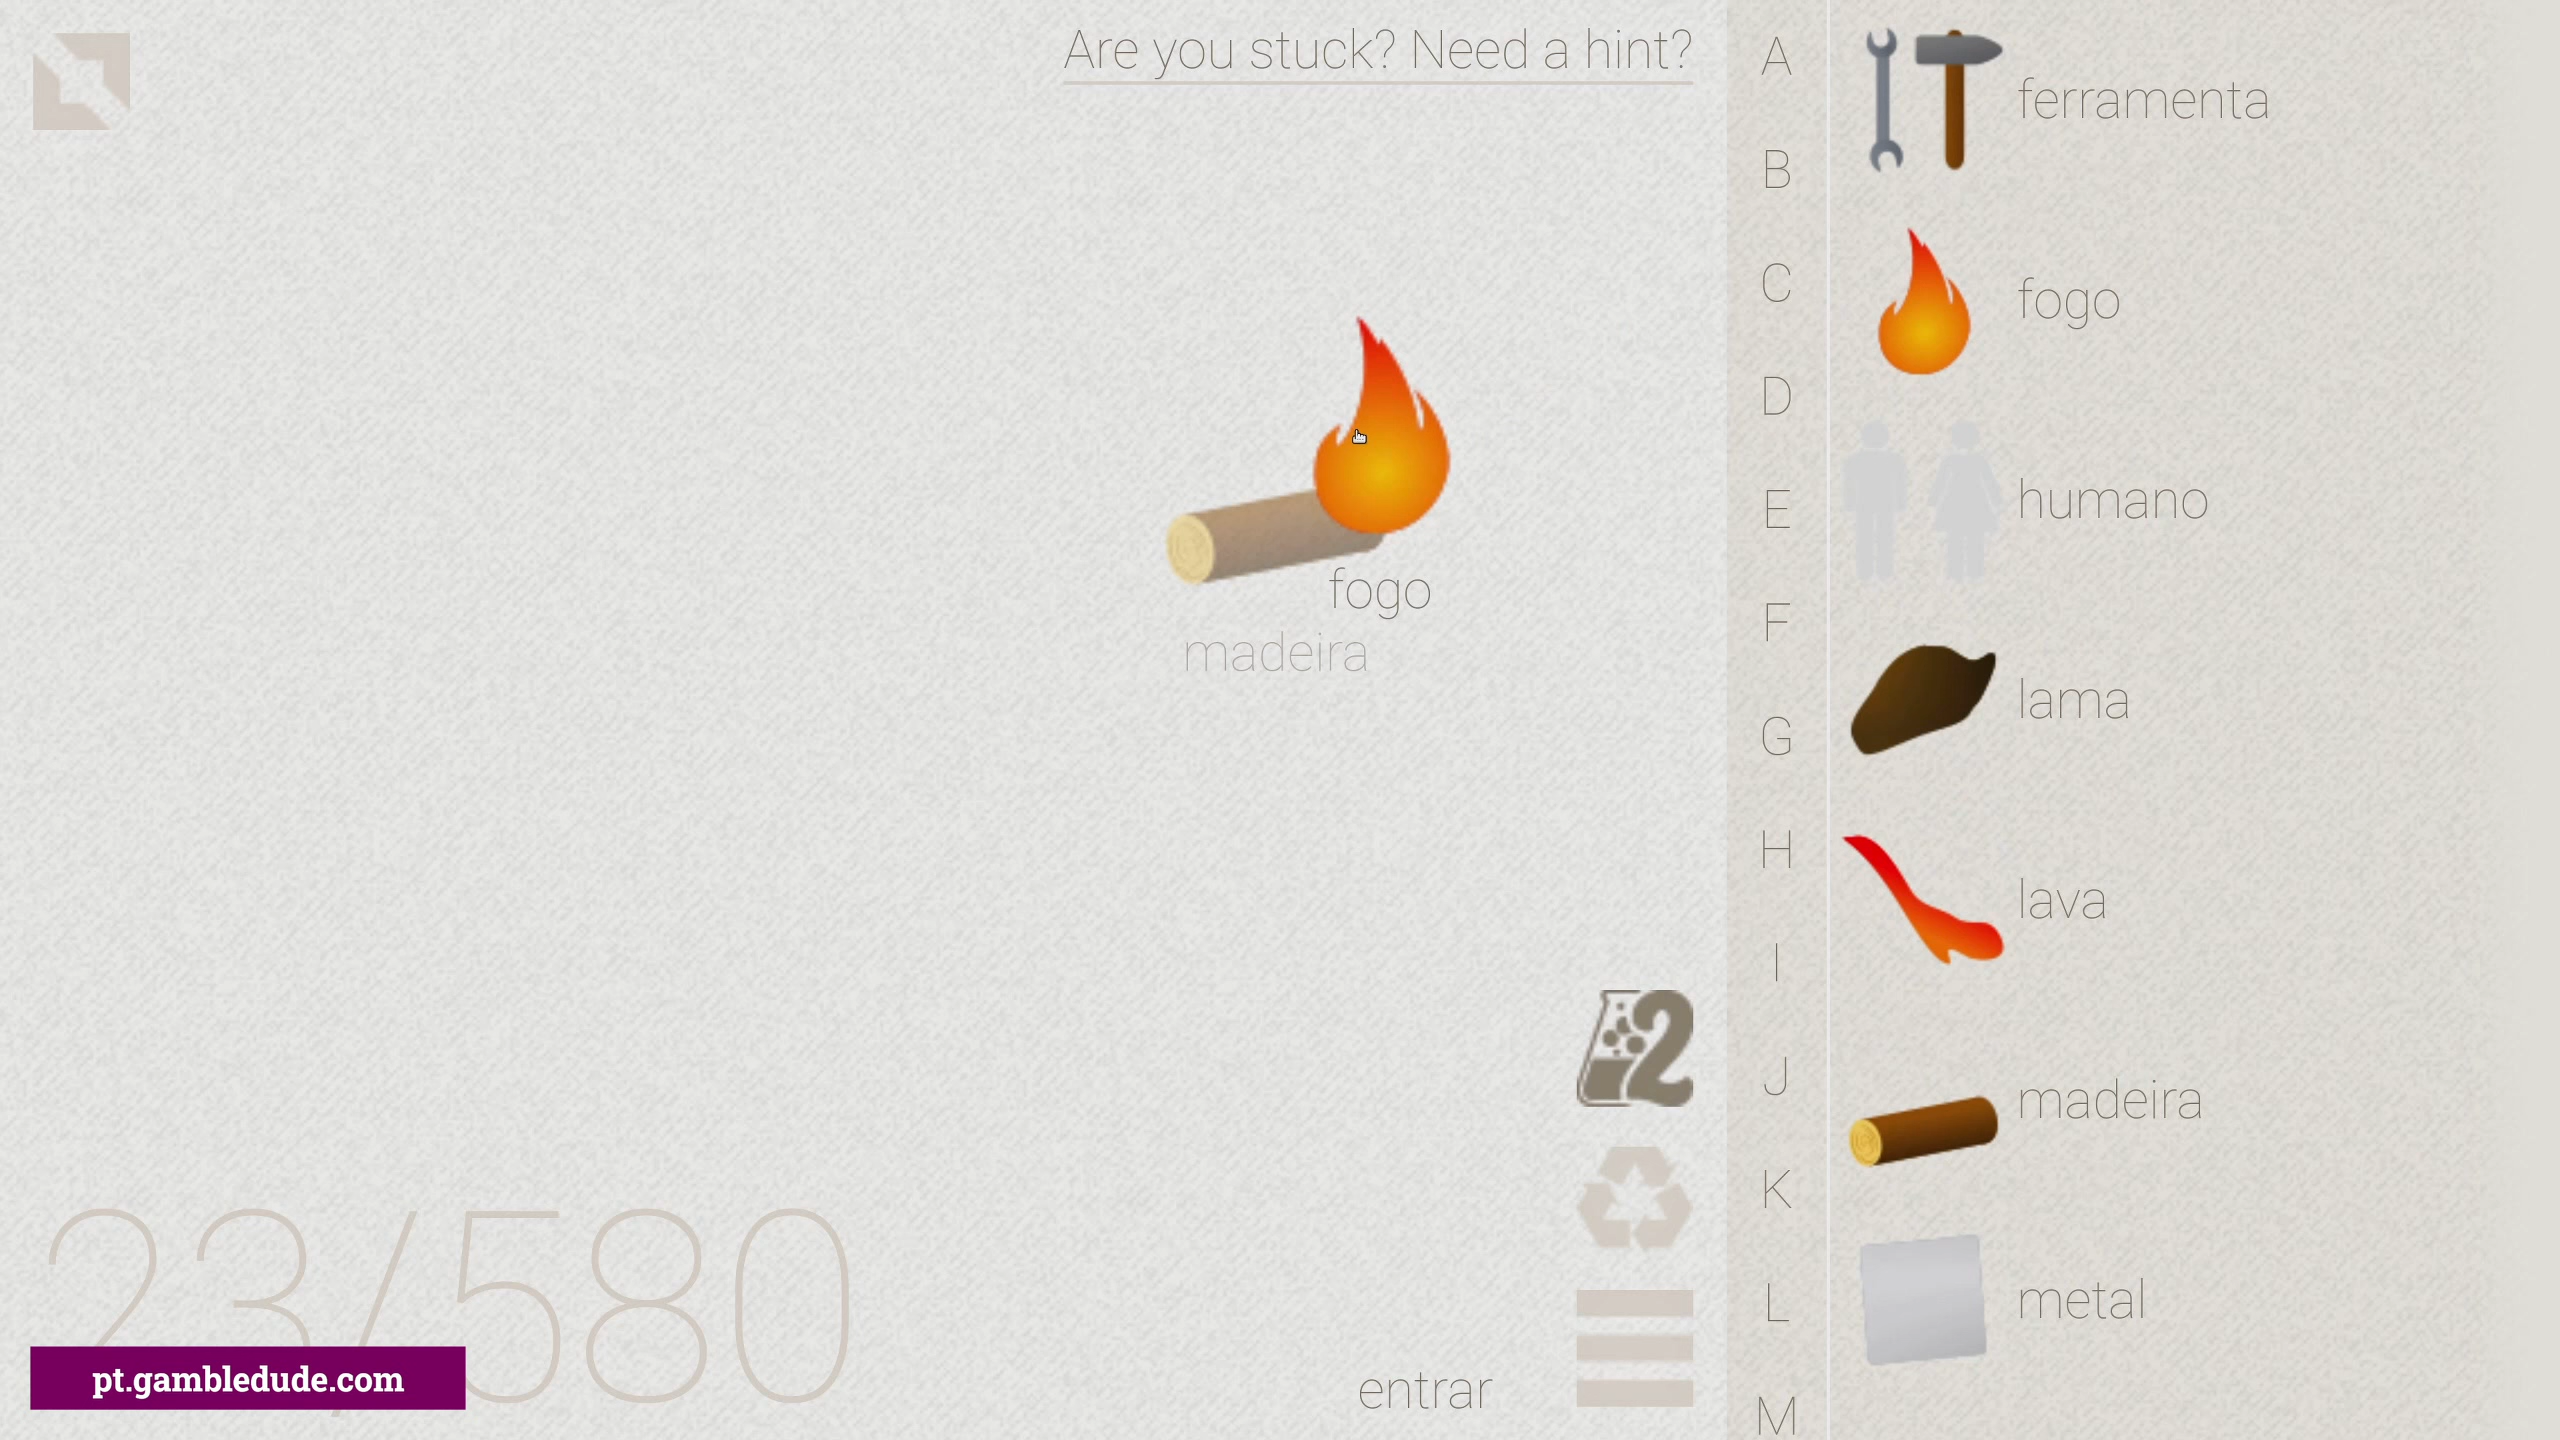 Are you stuck? Need a hint?
A
B
C
D
E
F
G
H
I
J
K
L
M
ferramenta
fogo
humano
lama
lava
madeira
metal
fogo
madeira
2
23/580
pt.gambledude.com
entrar